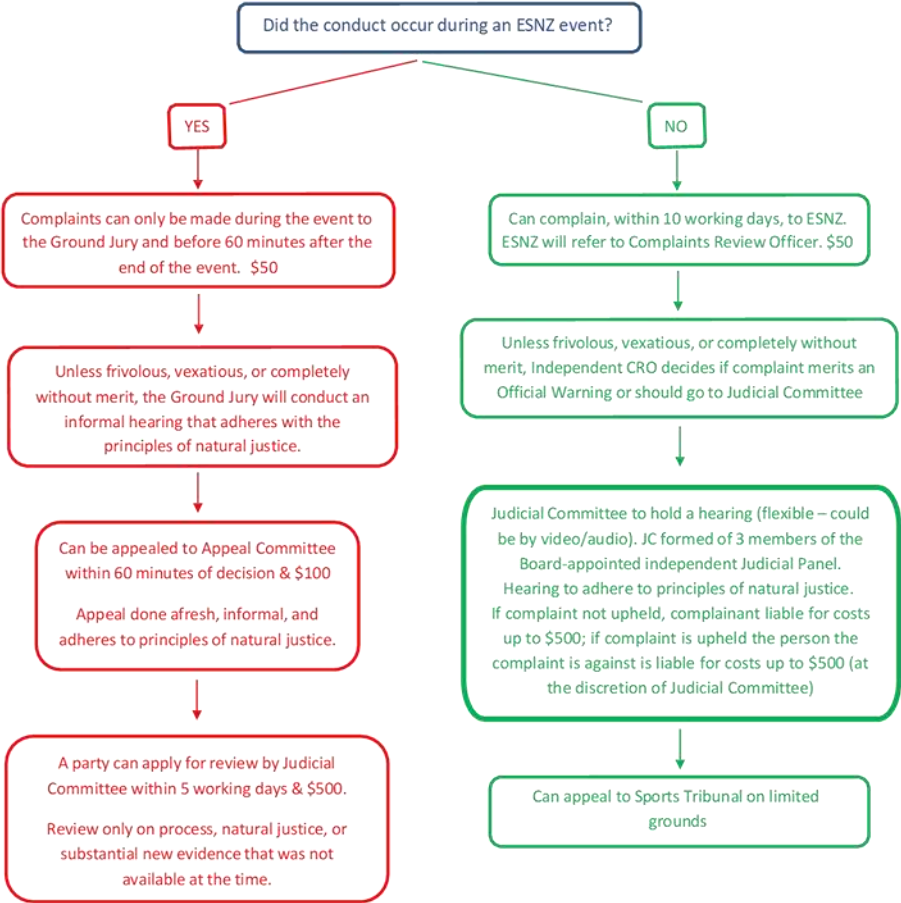 Did the conduct occur during an ESNZ event?
YES
Complaints can only be made during the event to
the Ground Jury and before 60 minutes after the
end of the event. $50
Unless frivolous, vexatious, or completely
without merit, the Ground Jury will conduct an
informal hearing that adheres with the
principles of natural justice.
Can be appealed to Appeal Committee
within 60 minutes of decision & $100
Appeal done afresh, informal, and
adheres to principles of natural justice.
A party can apply for review by Judicial
Committee within 5 working days & $500.
Review only on process, natural justice, or
substantial new evidence that was not
available at the time.
NO
Can complain, within 10 working days, to ESNZ.
ESNZ will refer to Complaints Review Officer. $50
Unless frivolous, vexatious, or completely without
merit, Independent CRO decides if complaint merits an
Official Warning or should go to Judicial Committee
Judicial Committee to hold a hearing (flexible – could
be by video/audio). JC formed of 3 members of the
Board-appointed independent Judicial Panel.
Hearing to adhere to principles of natural justice.
If complaint not upheld, complainant liable for costs
up to $500; if complaint is upheld the person the
complaint is against is liable for costs up to $500 (at
the discretion of Judicial Committee)
Can appeal to Sports Tribunal on limited
grounds